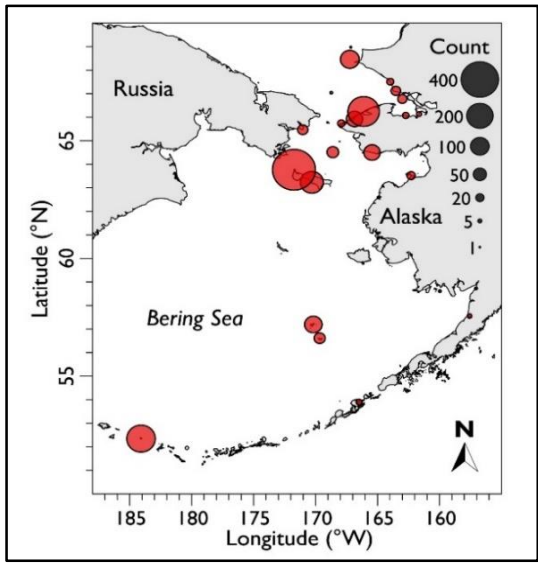 Count
Russia
400
200
65
100
50
Alaska
20
5
60
1
Latitude (°N)
Bering Sea
55
N
185
180
175
170
165
160
Longitude (°W)